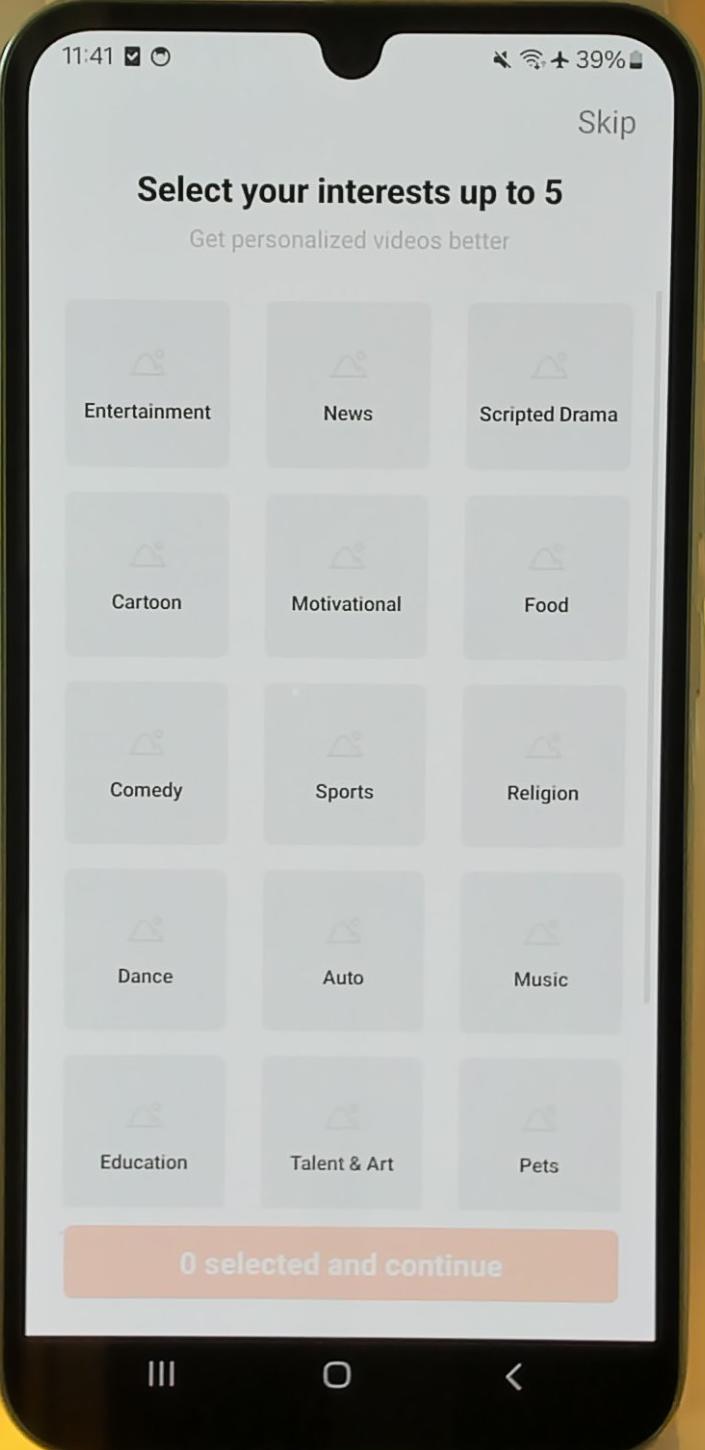 11:41 39%
Skip
Select your interests up to 5
Get personalized videos better
Entertainment News Scripted Drama
Cartoon Motivational Food
Comedy Sports Religion
Dance Auto Music
Education Talent & Art Pets
0 selected and continue